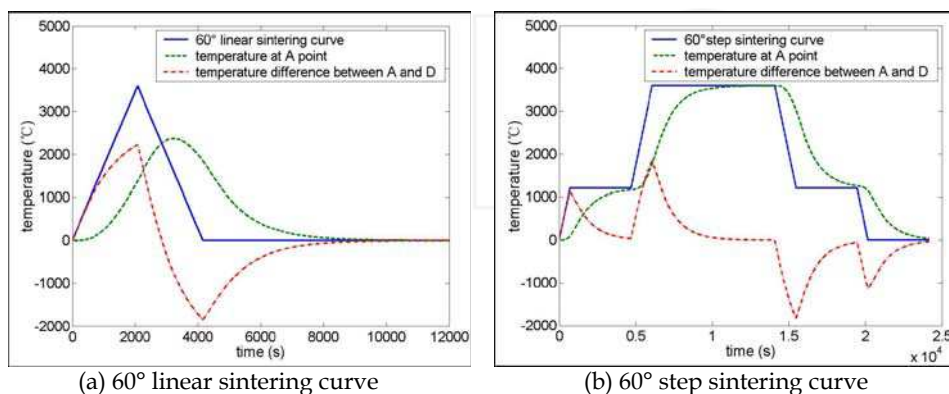 5000
4000
3000
2000
1000
0
-1000
-2000
temperature (℃)
60° linear sintering curve
temperature at A point
temperature difference between A and D
0
2000
4000
6000
8000
10000
12000
time (s)
(a) 60° linear sintering curve
5000
4000
3000
2000
1000
0
-1000
-2000
temperature (℃)
60°step sintering curve
temperature at A point
temperature difference between A and D
0
0.5
1
1.5
2
2.5
time (s)
x 10⁴
(b) 60° step sintering curve